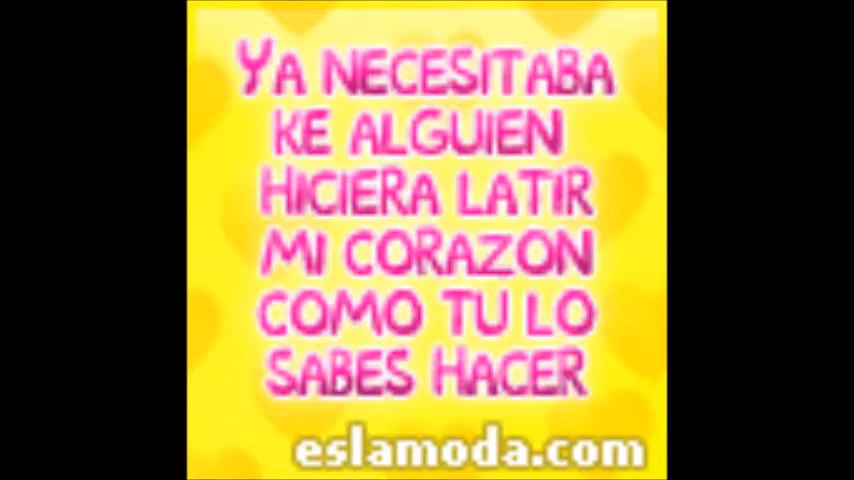 YA NECESITABA
KE ALGUIEN
HICIERA LATIR
MI CORAZON
COMO TU LO
SABES HACER
eslamoda.com